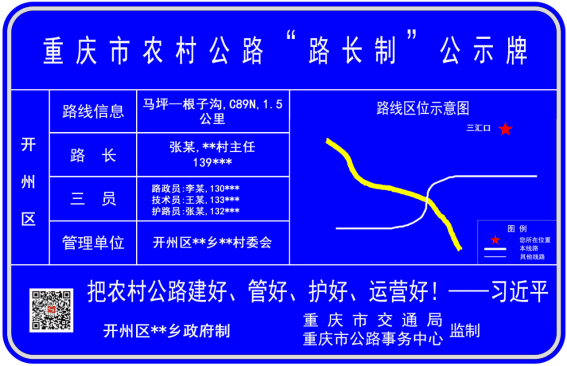 重庆市农村公路“路长制”公示牌
开州区
路线信息
马坪—根子沟,C89N,1.5
公里
路 长
张某,**村主任
139***
三 员
路政员:李某,130***
技术员:王某,133***
护路员:张某,132***
管理单位
开州区**乡**村委会
路线区位示意图
三汇口
图 例
您所在位置
本线路
其他线路
把农村公路建好、管好、护好、运营好！——习近平
开州区**乡政府制
重庆市交通局
重庆市公路事务中心
监制